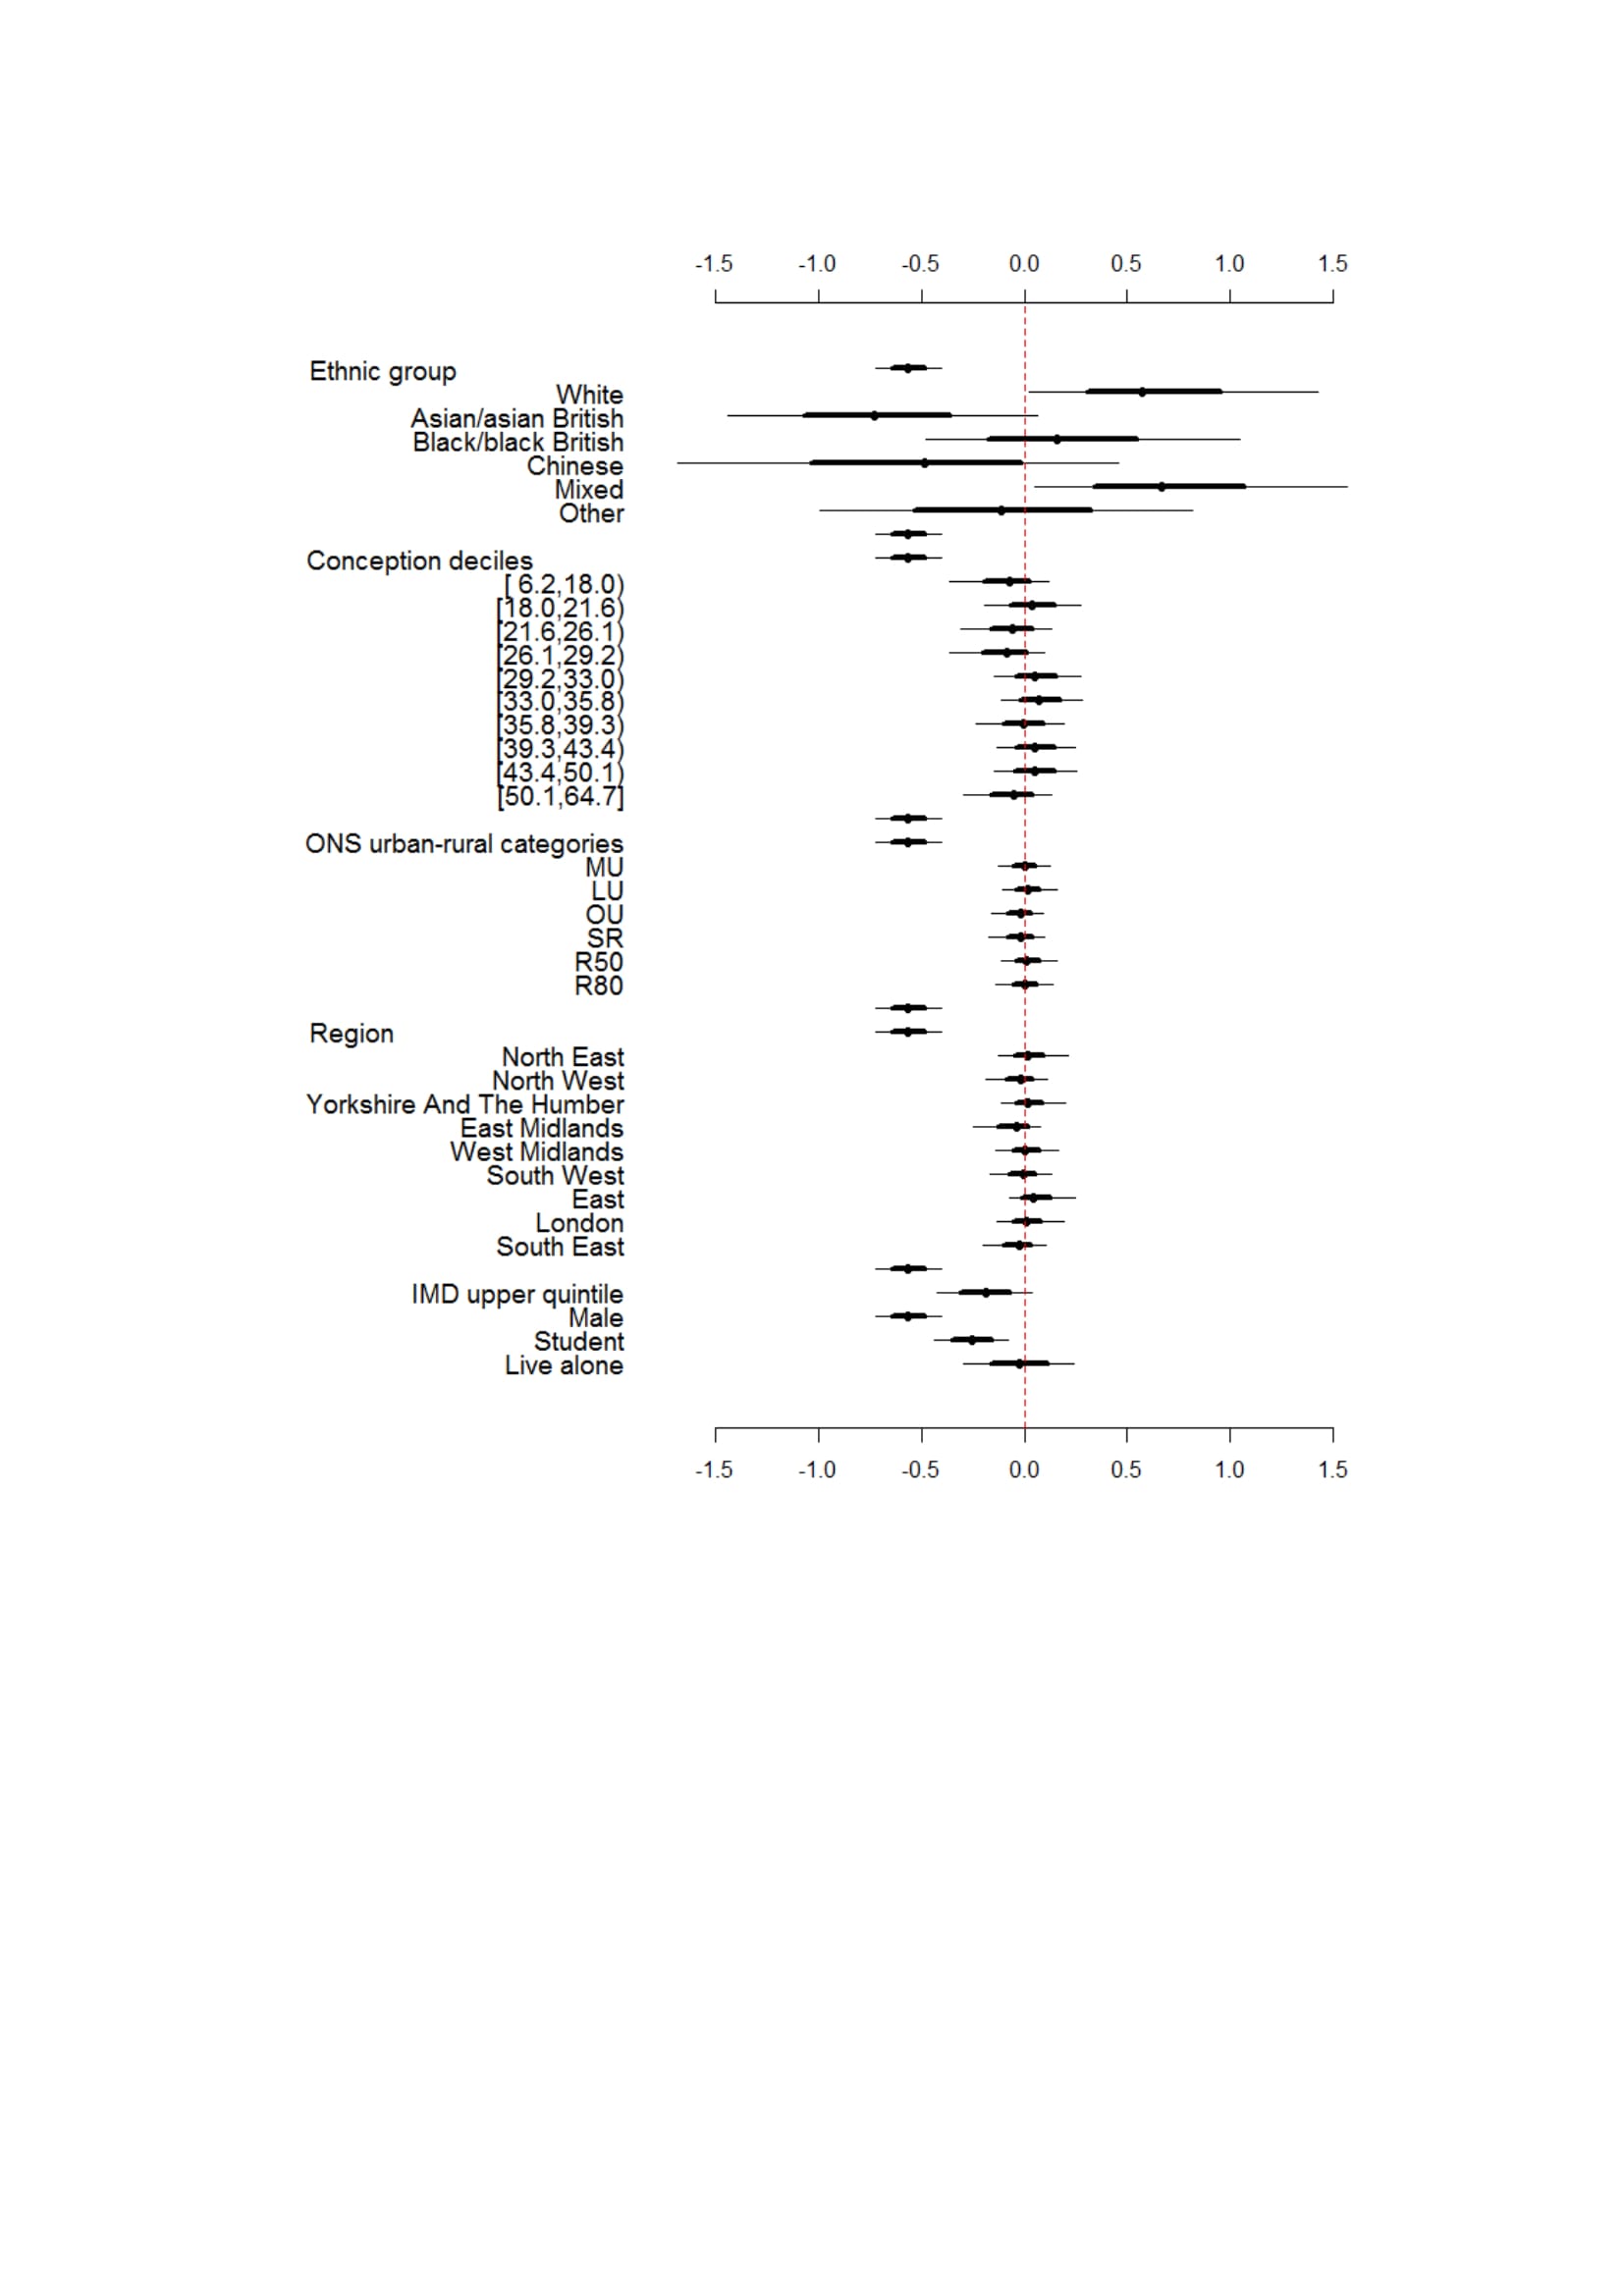 -1.5 -1.0 -0.5 0.0 0.5 1.0 1.5
Ethnic group
White
Asian/asian British
Black/black British
Chinese
Mixed
Other
Conception deciles
[ 6.2,18.0)
[18.0,21.6)
[21.6,26.1)
[26.1,29.2)
[29.2,33.0)
[33.0,35.8)
[35.8,39.3)
[39.3,43.4)
[43.4,50.1)
[50.1,64.7]
ONS urban-rural categories
MU
LU
OU
SR
R50
R80
Region
North East
North West
Yorkshire And The Humber
East Midlands
West Midlands
South West
East
London
South East
IMD upper quintile
Male
Student
Live alone
-1.5 -1.0 -0.5 0.0 0.5 1.0 1.5